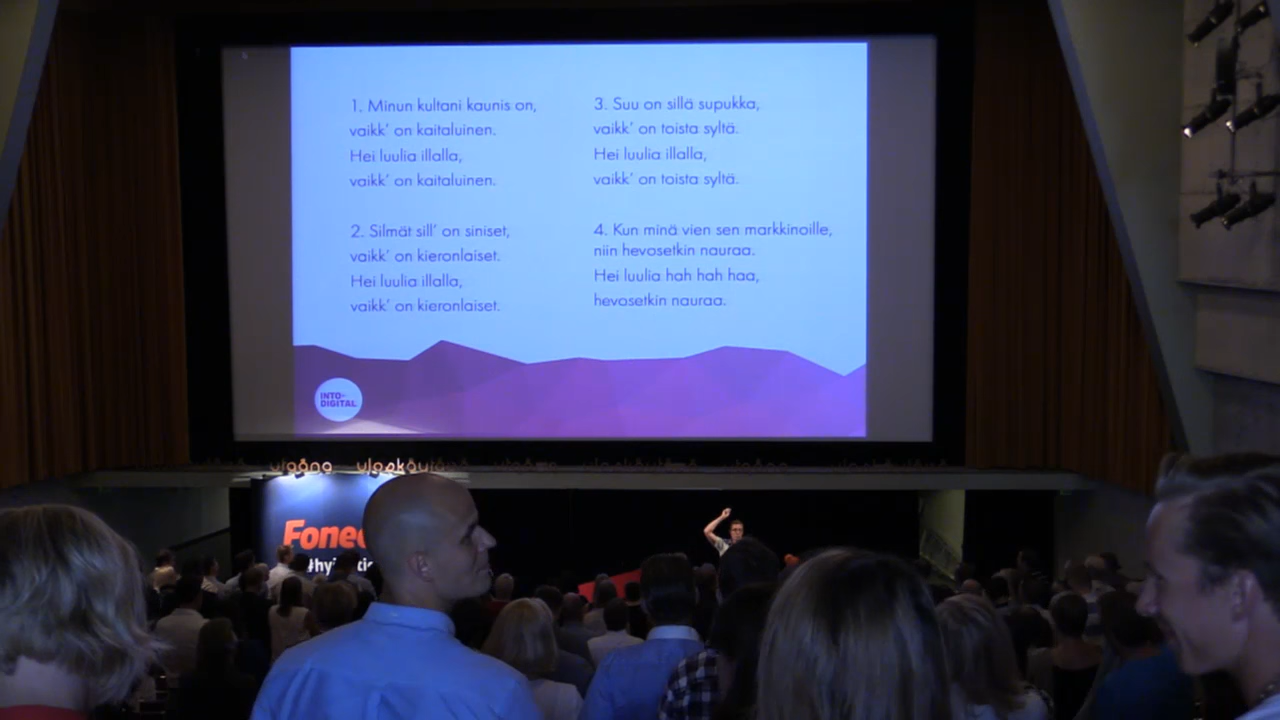 1. Minun kultani kaunis on,
vaikk' on kaitaluinen.
Hei luulia illalla,
vaikk' on kaitaluinen.
2. Silmät sill' on siniset,
vaikk' on kieronlaiset.
Hei luulia illalla,
vaikk' on kieronlaiset.
3. Suu on sillä supukka,
vaikk' on toista syltä.
Hei luulia illalla,
vaikk' on toista syltä.
4. Kun minä vien sen markkinoille,
niin hevosetkin nauraa.
Hei luulia hah hah haa,
hevosetkin nauraa.
INTO-
DIGITAL